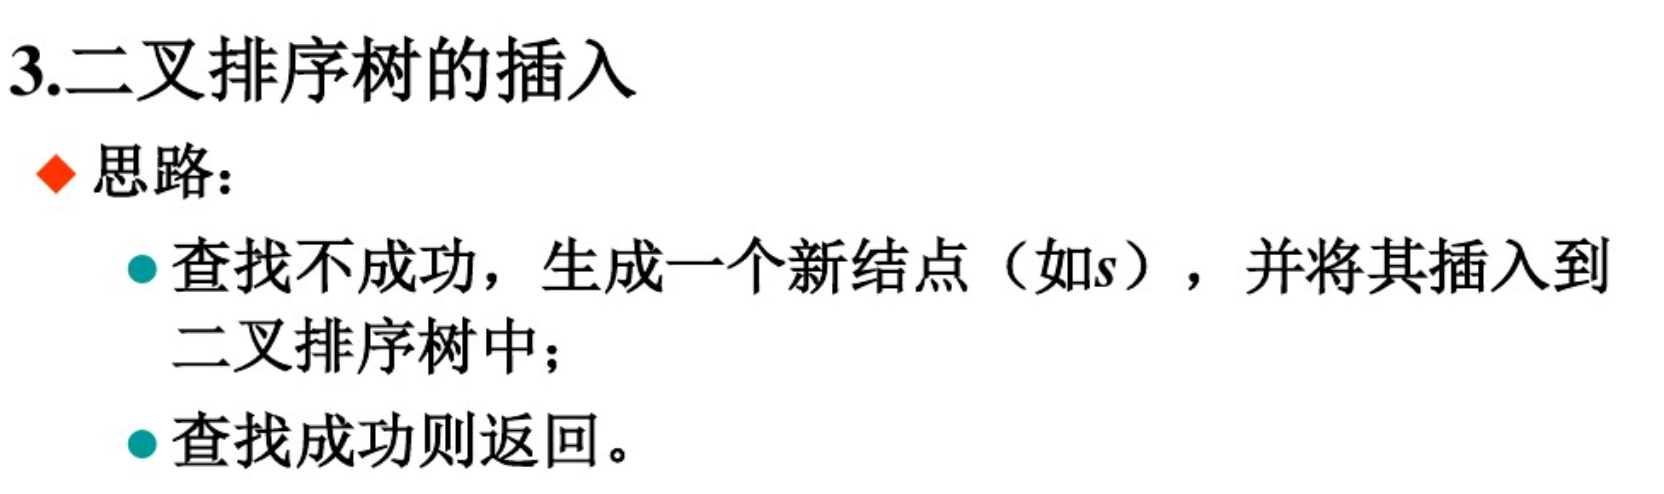 3.二叉排序树的插入
思路：
查找不成功，生成一个新结点（如s），并将其插入到
二叉排序树中；
查找成功则返回。